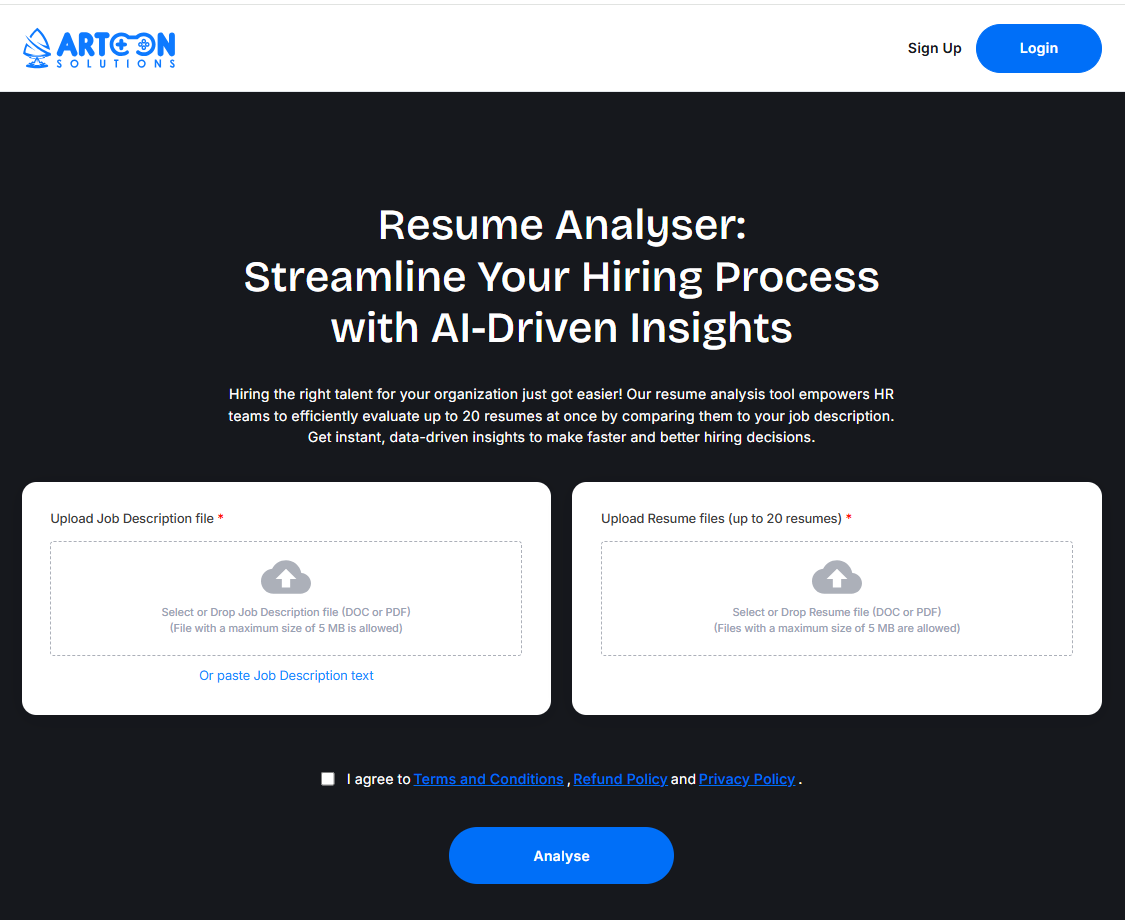 ARTOON
SOLUTIONS
Sign Up
Login
Resume Analyser:
Streamline Your Hiring Process
with AI-Driven Insights
Hiring the right talent for your organization just got easier! Our resume analysis tool empowers HR
teams to efficiently evaluate up to 20 resumes at once by comparing them to your job description.
Get instant, data-driven insights to make faster and better hiring decisions.
Upload Job Description file *
Select or Drop Job Description file (DOC or PDF)
(File with a maximum size of 5 MB is allowed)
Or paste Job Description text
Upload Resume files (up to 20 resumes) *
Select or Drop Resume file (DOC or PDF)
(Files with a maximum size of 5 MB are allowed)
I agree to Terms and Conditions , Refund Policy and Privacy Policy .
Analyse